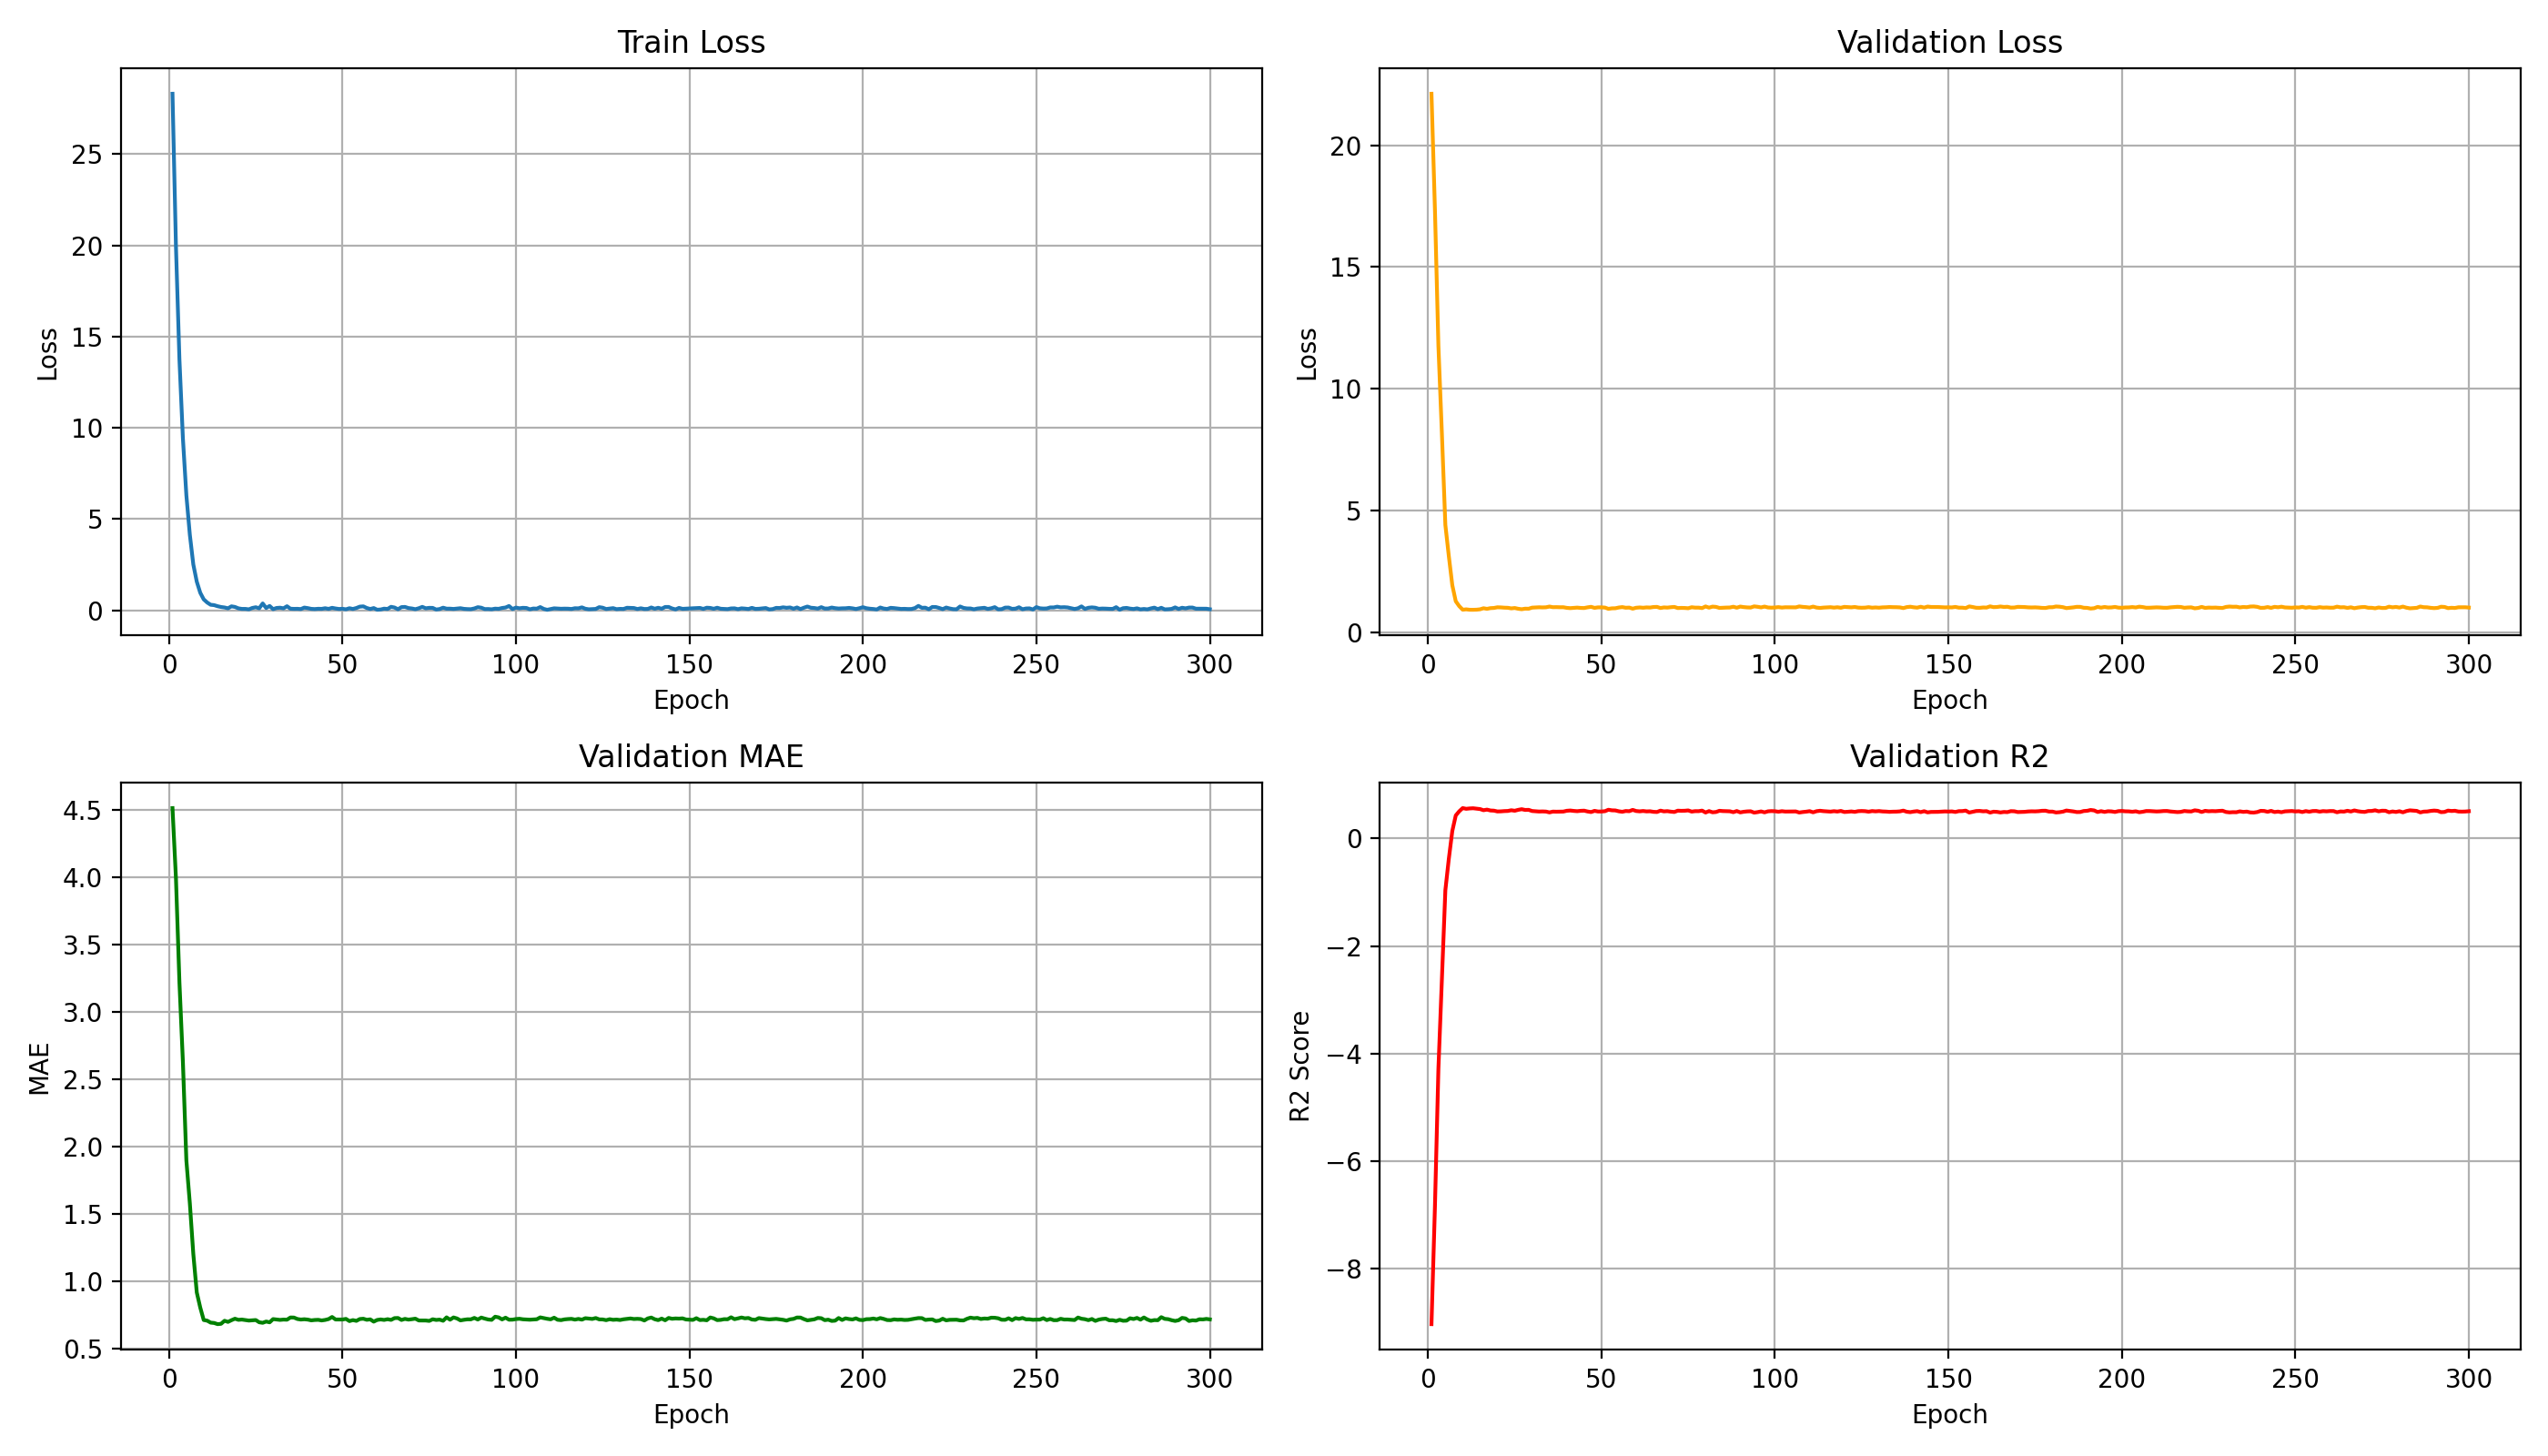 Train Loss
25
20
15
10
5
0
Loss
0 50 100 150 200 250 300
Epoch
Validation Loss
20
15
10
5
0
Loss
0 50 100 150 200 250 300
Epoch
Validation MAE
4.5
4.0
3.5
3.0
2.5
2.0
1.5
1.0
0.5
MAE
0 50 100 150 200 250 300
Epoch
Validation R2
0
−2
−4
−6
−8
R2 Score
0 50 100 150 200 250 300
Epoch